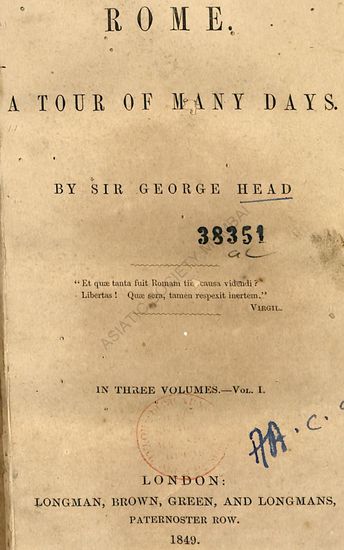 ROME.
A TOUR OF MANY DAYS.
BY SIR GEORGE HEAD
38351
"Et quæ tanta fuit Romam tibi causa videndi?
Libertas! Quæ sera, tamen respexit inertem."
VIRGIL.
IN THREE VOLUMES.—VOL. I.
LONDON:
LONGMAN, BROWN, GREEN, AND LONGMANS,
PATERNOSTER ROW.
1849.